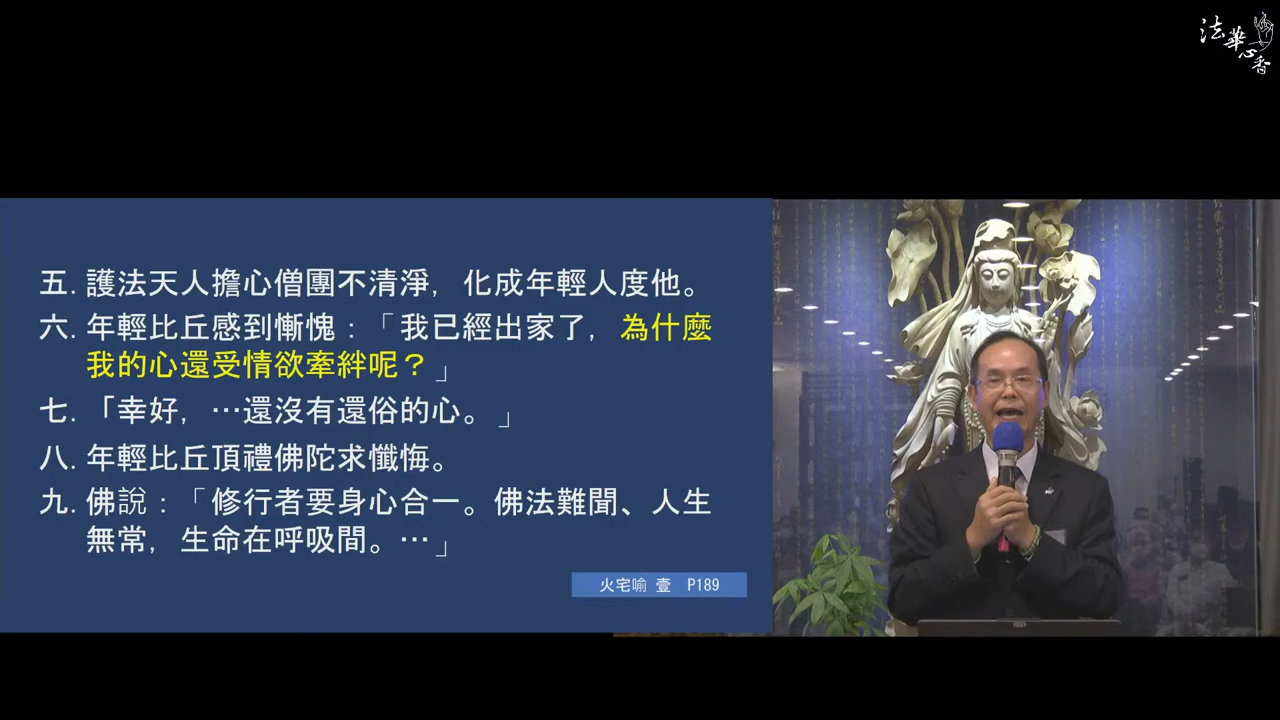 法華心香
五. 護法天人擔心僧團不清淨，化成年輕人度他。
六. 年輕比丘感到慚愧：「我已經出家了，為什麼
我的心還受情欲牽絆呢？」
七. 「幸好，…還沒有還俗的心。」
八. 年輕比丘頂禮佛陀求懺悔。
九. 佛說：「修行者要身心合一。佛法難聞、人生
無常，生命在呼吸間。…」
火宅喻 壹 P189